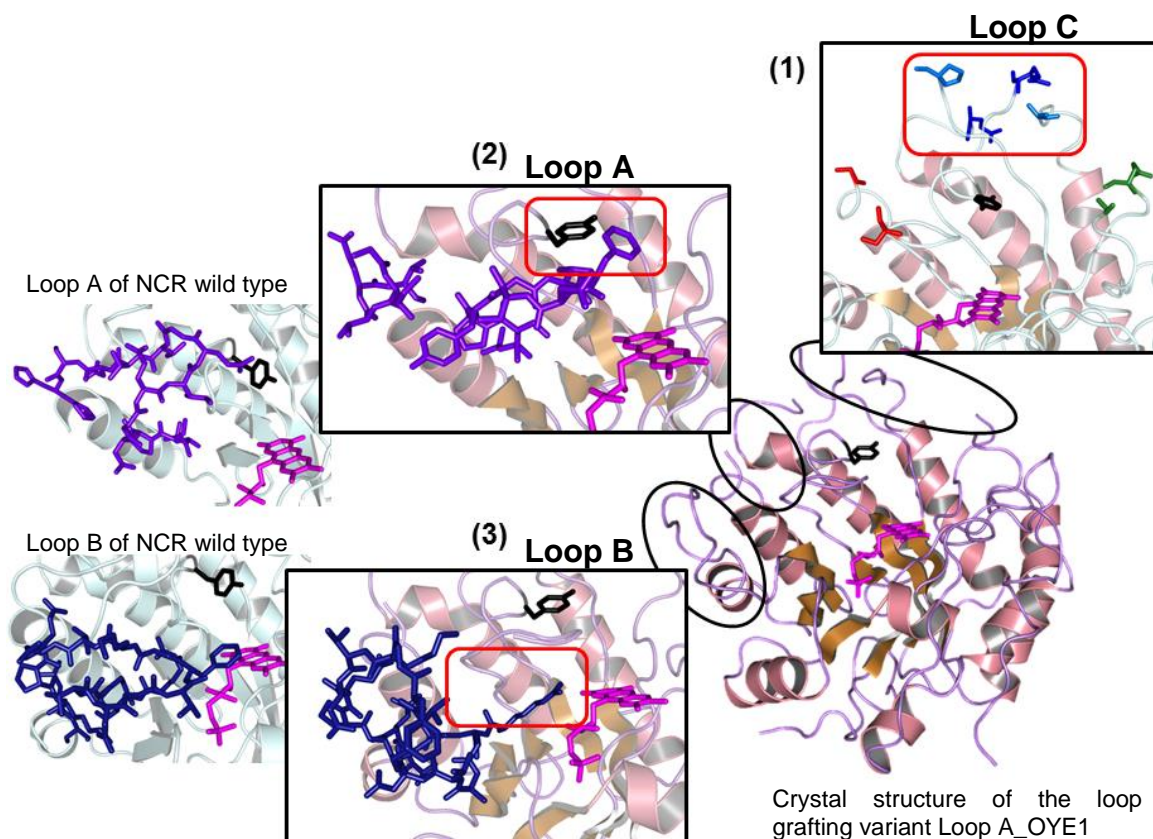 Loop C
(1)
(2)
Loop A
Loop A of NCR wild type
Loop B of NCR wild type
(3)
Loop B
Crystal structure of the loop
grafting variant Loop A_OYE1